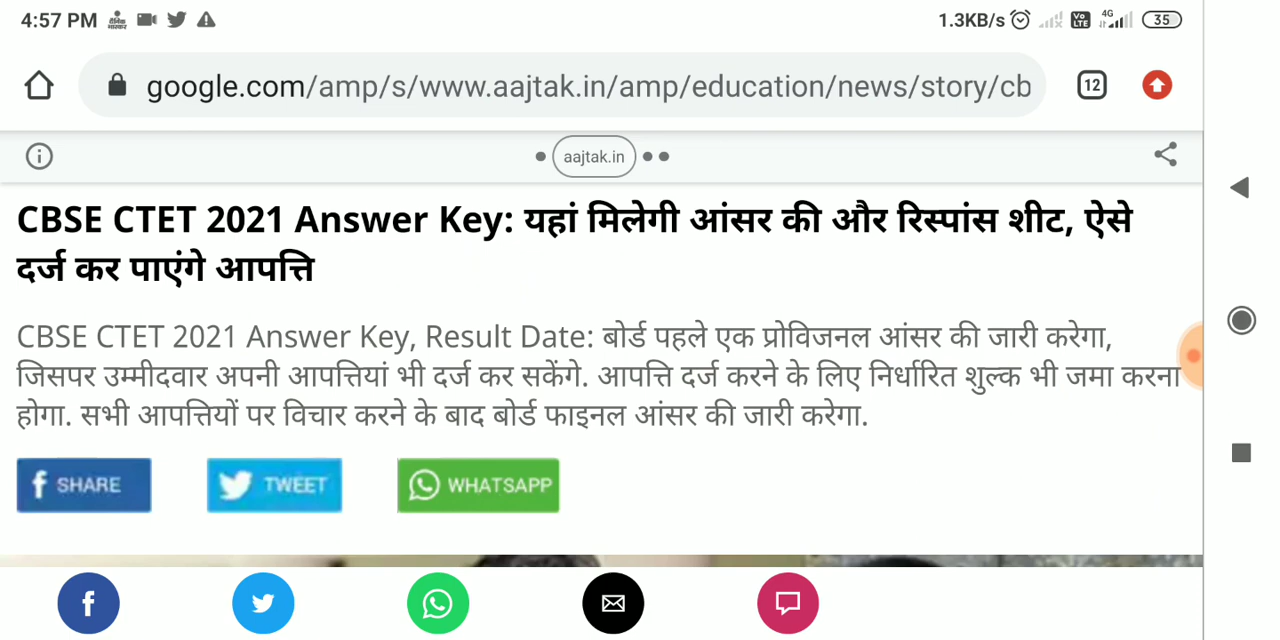 4:57 PM 1.3KB/s 4G 35
google.com/amp/s/www.aajtak.in/amp/education/news/story/cb 12
aajtak.in
CBSE CTET 2021 Answer Key: यहां मिलेगी आंसर की और रिस्पांस शीट, ऐसे
दर्ज कर पाएंगे आपत्ति
CBSE CTET 2021 Answer Key, Result Date: बोर्ड पहले एक प्रोविजनल आंसर की जारी करेगा,
जिसपर उम्मीदवार अपनी आपत्तियां भी दर्ज कर सकेंगे. आपत्ति दर्ज करने के लिए निर्धारित शुल्क भी जमा करना
होगा. सभी आपत्तियों पर विचार करने के बाद बोर्ड फाइनल आंसर की जारी करेगा.
SHARE TWEET WHATSAPP